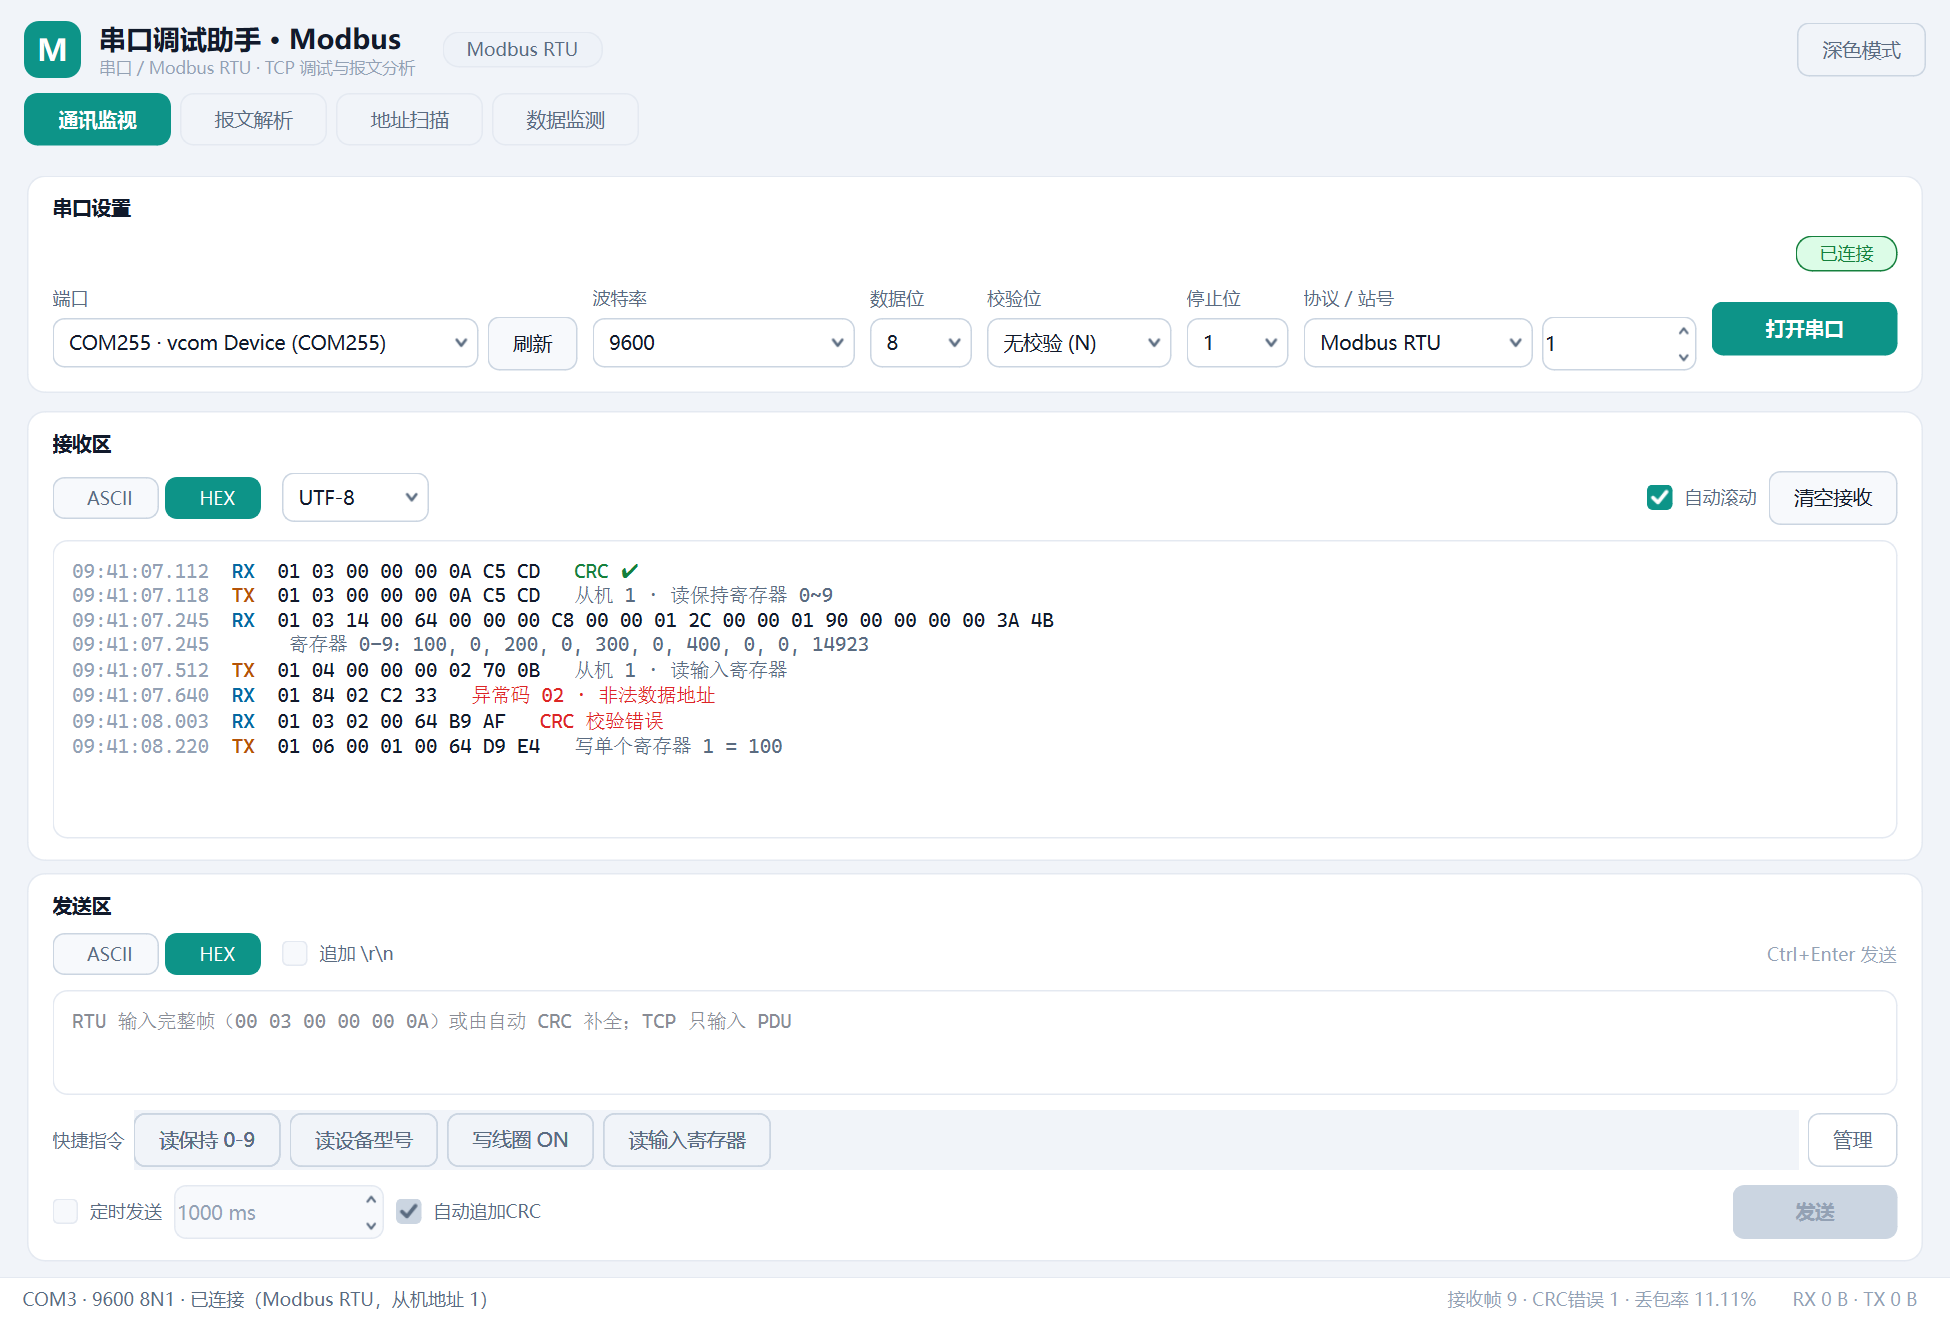 M
串口调试助手 • Modbus
串口 / Modbus RTU · TCP 调试与报文分析
Modbus RTU
深色模式
通讯监视 报文解析 地址扫描 数据监测
串口设置
已连接
端口 波特率 数据位 校验位 停止位 协议 / 站号
COM255 · vcom Device (COM255) 刷新 9600 8 无校验 (N) 1 Modbus RTU 1 打开串口
接收区
ASCII HEX UTF-8 自动滚动 清空接收
09:41:07.112 RX 01 03 00 00 00 0A C5 CD CRC ✔
09:41:07.118 TX 01 03 00 00 00 0A C5 CD 从机 1 · 读保持寄存器 0~9
09:41:07.245 RX 01 03 14 00 64 00 00 00 C8 00 00 01 2C 00 00 01 90 00 00 00 00 3A 4B
09:41:07.245 寄存器 0-9: 100, 0, 200, 0, 300, 0, 400, 0, 0, 14923
09:41:07.512 TX 01 04 00 00 00 02 70 0B 从机 1 · 读输入寄存器
09:41:07.640 RX 01 84 02 C2 33 异常码 02 · 非法数据地址
09:41:08.003 RX 01 03 02 00 64 B9 AF CRC 校验错误
09:41:08.220 TX 01 06 00 01 00 64 D9 E4 写单个寄存器 1 = 100
发送区
ASCII HEX 追加 \r\n Ctrl+Enter 发送
RTU 输入完整帧（00 03 00 00 00 0A）或由自动 CRC 补全；TCP 只输入 PDU
快捷指令 读保持 0-9 读设备型号 写线圈 ON 读输入寄存器 管理
定时发送 1000 ms 自动追加CRC 发送
COM3 · 9600 8N1 · 已连接（Modbus RTU，从机地址 1） 接收帧 9 · CRC错误 1 · 丢包率 11.11% RX 0 B · TX 0 B